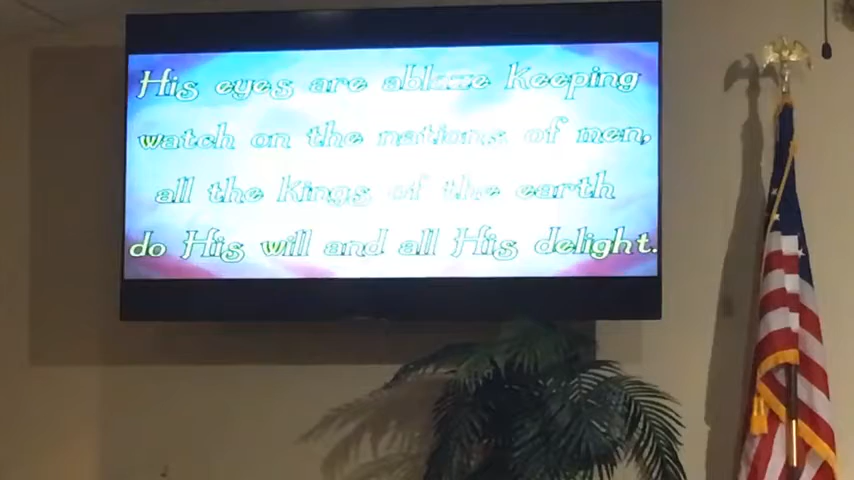 His eyes are ablaze Keeping
watch on the nations of men,
all the kings of the earth
do His will and all His delight.